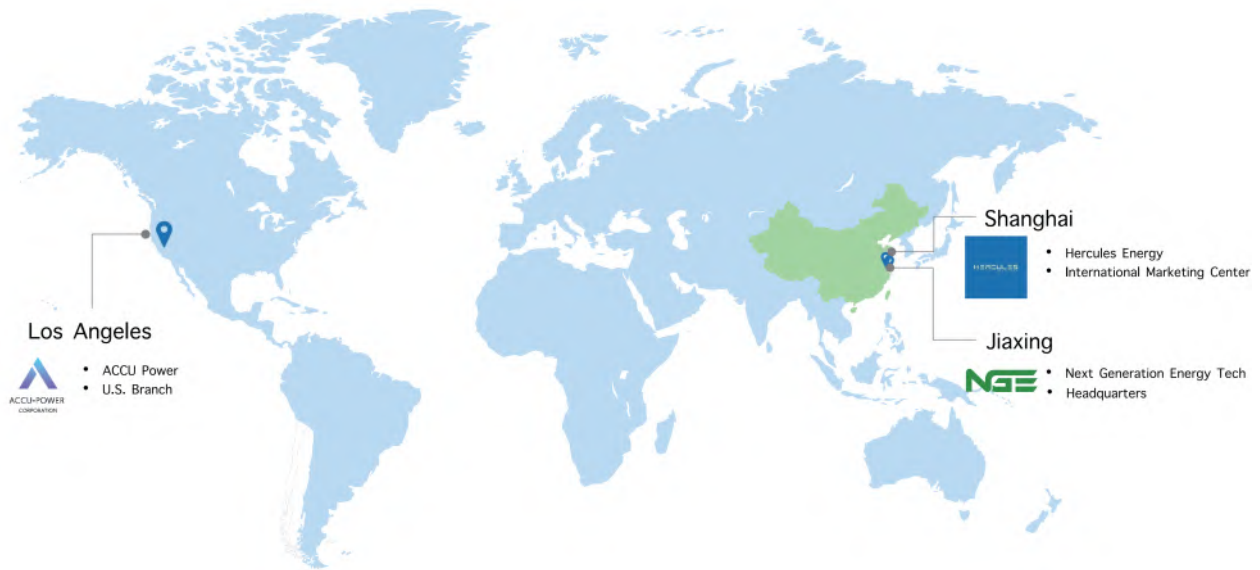 Shanghai
HERCULES
• Hercules Energy
• International Marketing Center
Los Angeles
ACCU•POWER
CORPORATION
• ACCU Power
• U.S. Branch
Jiaxing
NGE
• Next Generation Energy Tech
• Headquarters